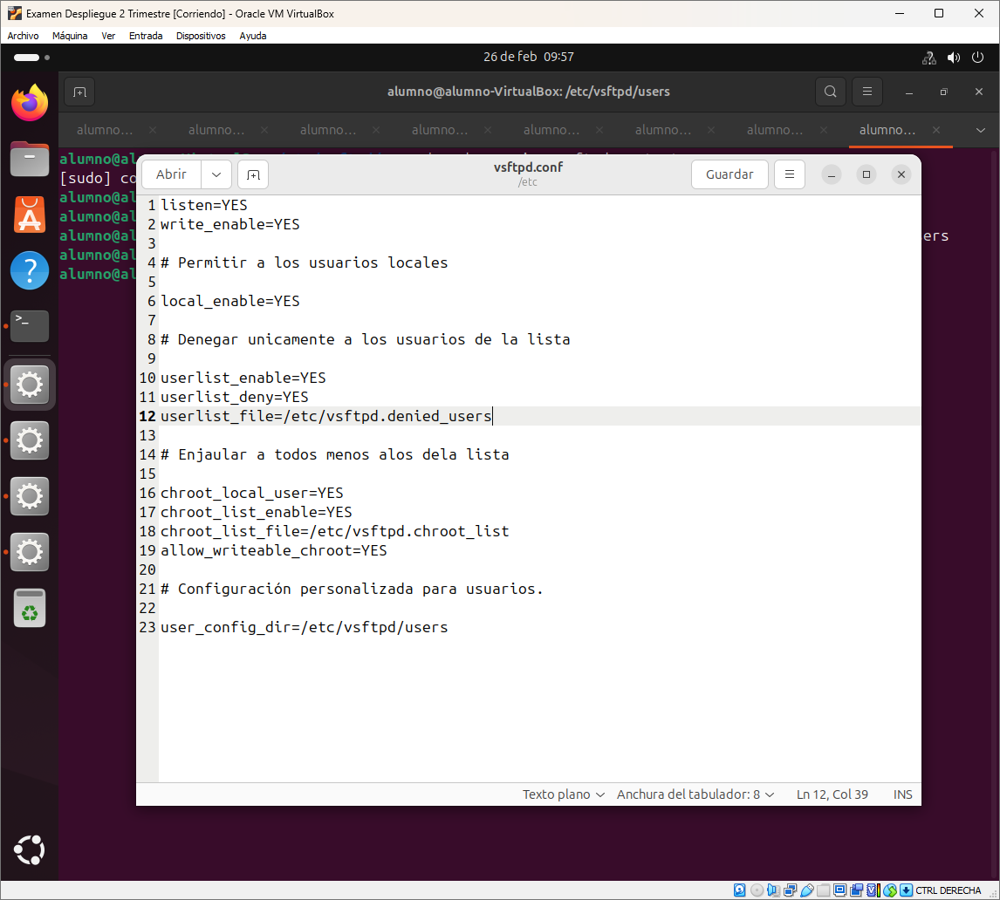 Examen Despliegue 2 Trimestre [Corriendo] - Oracle VM VirtualBox
Archivo Máquina Ver Entrada Dispositivos Ayuda
26 de feb 09:57
alumno@alumno-VirtualBox: /etc/vsftpd/users
alumno... alumno... alumno... alumno... alumno... alumno... alumno... alumno...
alumno@al
[sudo] co
alumno@al
alumno@al
alumno@al ers
alumno@al
alumno@al
Abrir vsftpd.conf Guardar
/etc
1 listen=YES
2 write_enable=YES
3
4 # Permitir a los usuarios locales
5
6 local_enable=YES
7
8 # Denegar unicamente a los usuarios de la lista
9
10 userlist_enable=YES
11 userlist_deny=YES
12 userlist_file=/etc/vsftpd.denied_users
13
14 # Enjaular a todos menos alos dela lista
15
16 chroot_local_user=YES
17 chroot_list_enable=YES
18 chroot_list_file=/etc/vsftpd.chroot_list
19 allow_writeable_chroot=YES
20
21 # Configuración personalizada para usuarios.
22
23 user_config_dir=/etc/vsftpd/users
Texto plano Anchura del tabulador: 8 Ln 12, Col 39 INS
CTRL DERECHA